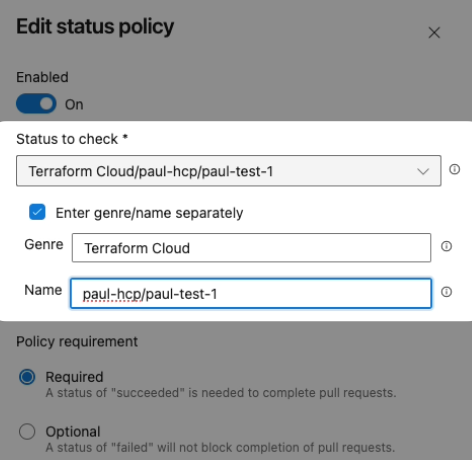 Edit status policy
Enabled
On
Status to check *
Terraform Cloud/paul-hcp/paul-test-1
Enter genre/name separately
Genre Terraform Cloud
Name paul-hcp/paul-test-1
Policy requirement
Required
A status of "succeeded" is needed to complete pull requests.
Optional
A status of "failed" will not block completion of pull requests.